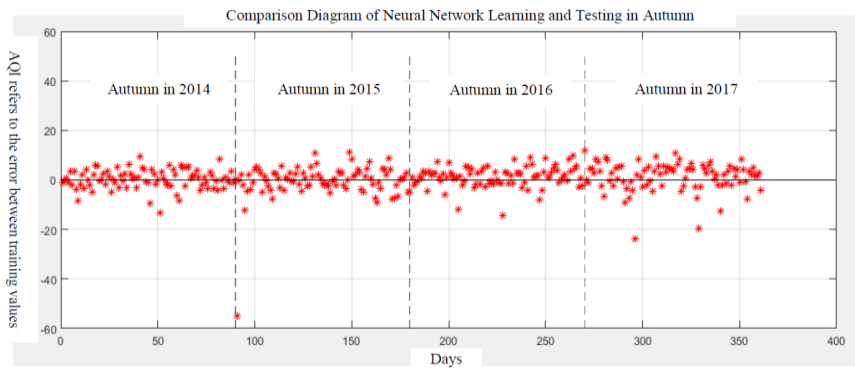 Comparison Diagram of Neural Network Learning and Testing in Autumn
AQI refers to the error between training values
60
40
20
0
-20
-40
-60
Autumn in 2014
Autumn in 2015
Autumn in 2016
Autumn in 2017
0
50
100
150
200
250
300
350
400
Days